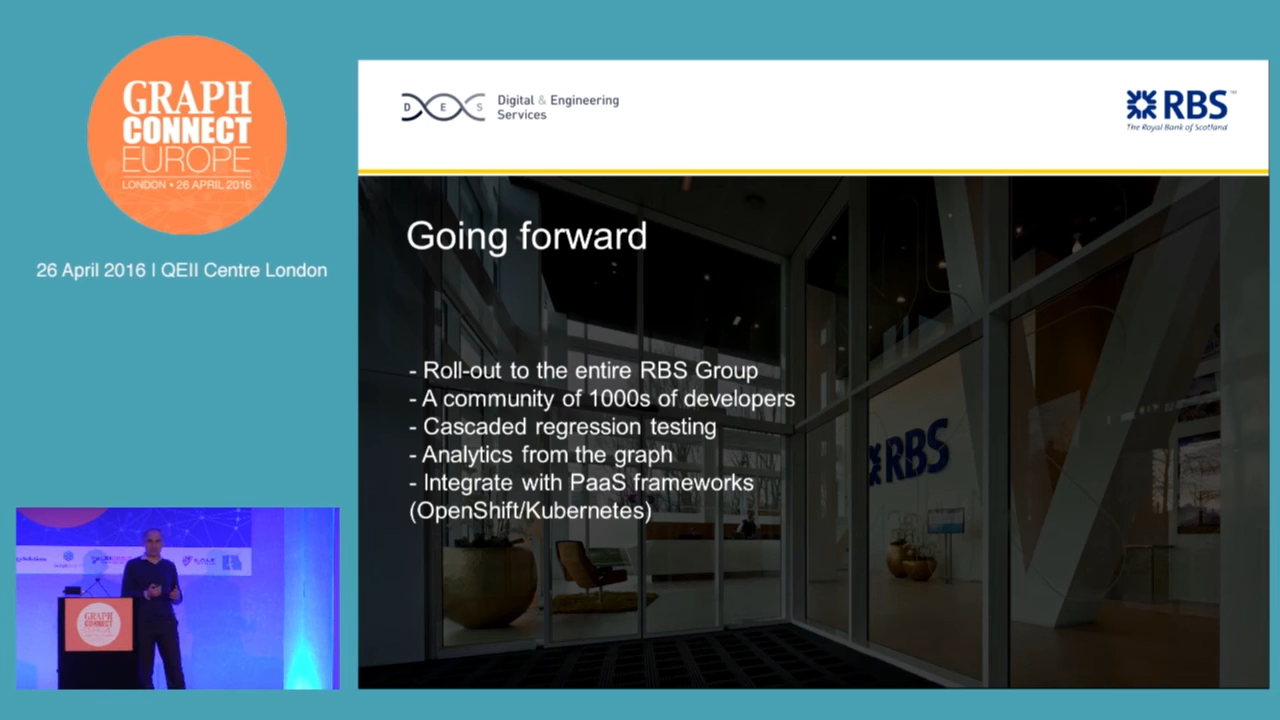 GRAPH
CONNECT
EUROPE
LONDON • 26 APRIL 2016
26 April 2016 I QEII Centre London
D E S
Digital & Engineering
Services
RBS™
The Royal Bank of Scotland
Going forward
- Roll-out to the entire RBS Group
- A community of 1000s of developers
- Cascaded regression testing
- Analytics from the graph
- Integrate with PaaS frameworks
(OpenShift/Kubernetes)
RBS
GRAPH
CONNECT
EUROPE